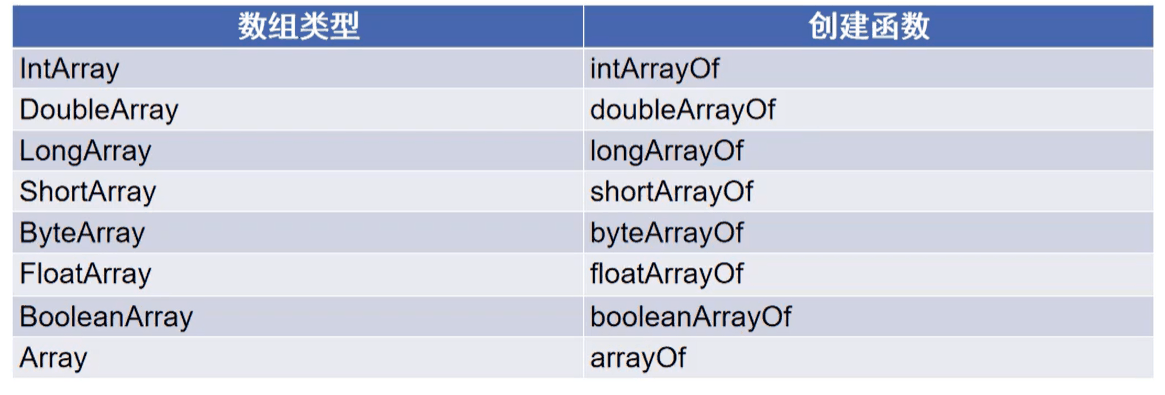 数组类型 创建函数
IntArray intArrayOf
DoubleArray doubleArrayOf
LongArray longArrayOf
ShortArray shortArrayOf
ByteArray byteArrayOf
FloatArray floatArrayOf
BooleanArray booleanArrayOf
Array arrayOf